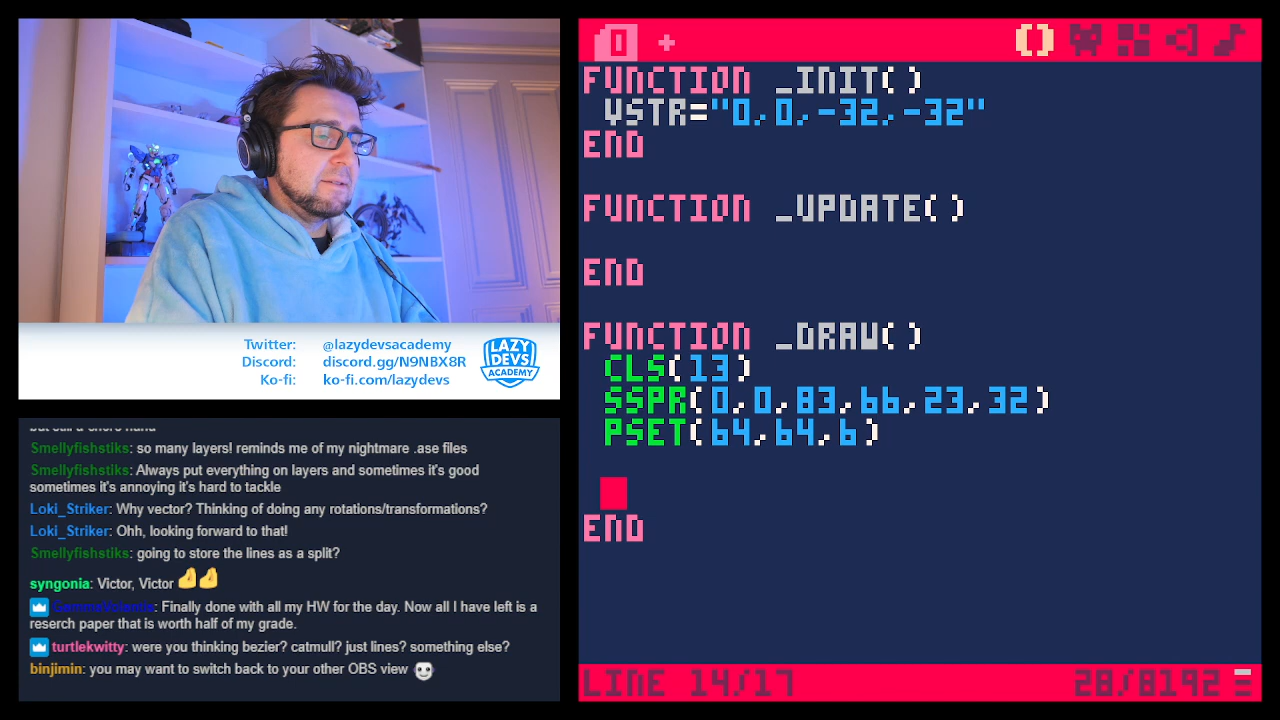 Twitter: @lazydevsacademy
Discord: discord.gg/N9NBX8R
Ko-fi: ko-fi.com/lazydevs
LAZY
DEVS
ACADEMY
Smellyfishstiks: so many layers! reminds me of my nightmare .ase files
Smellyfishstiks: Always put everything on layers and sometimes it's good
sometimes it's annoying it's hard to tackle
Loki_Striker: Why vector? Thinking of doing any rotations/transformations?
Loki_Striker: Ohh, looking forward to that!
Smellyfishstiks: going to store the lines as a split?
syngonia: Victor, Victor
: Finally done with all my HW for the day. Now all I have left is a
reserch paper that is worth half of my grade.
turtlekwitty: were you thinking bezier? catmull? just lines? something else?
binjimin: you may want to switch back to your other OBS view
0 +
FUNCTION _INIT()
VSTR="0,0,-32,-32"
END
FUNCTION _UPDATE()
END
FUNCTION _DRAW()
CLS(13)
SSPR(0,0,83,66,23,32)
PSET(64,64,6)
END
LINE 14/17 28/8192